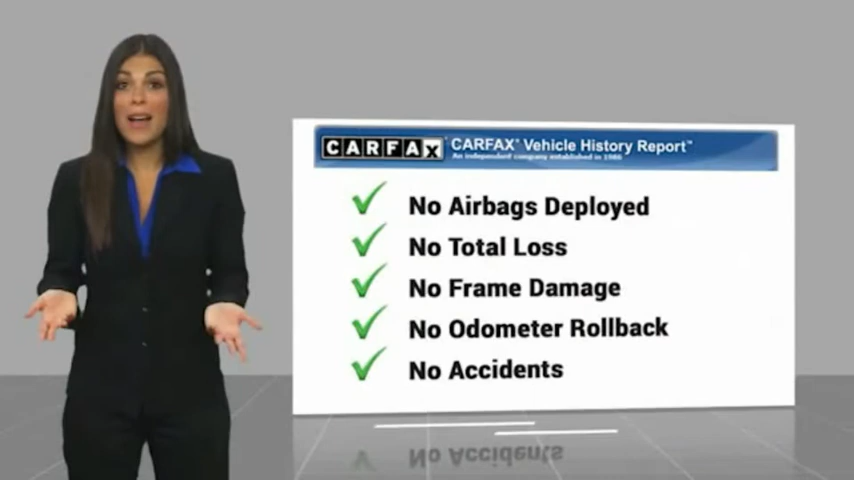 CARFAX CARFAX® Vehicle History Report™
An independent company established in 1986
No Airbags Deployed
No Total Loss
No Frame Damage
No Odometer Rollback
No Accidents
No Accidents